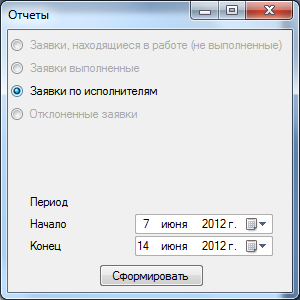 Отчеты
Заявки, находящиеся в работе (не выполненные)
Заявки выполненные
Заявки по исполнителям
Отклоненные заявки
Период
Начало 7 июня 2012 г.
Конец 14 июня 2012 г.
Сформировать